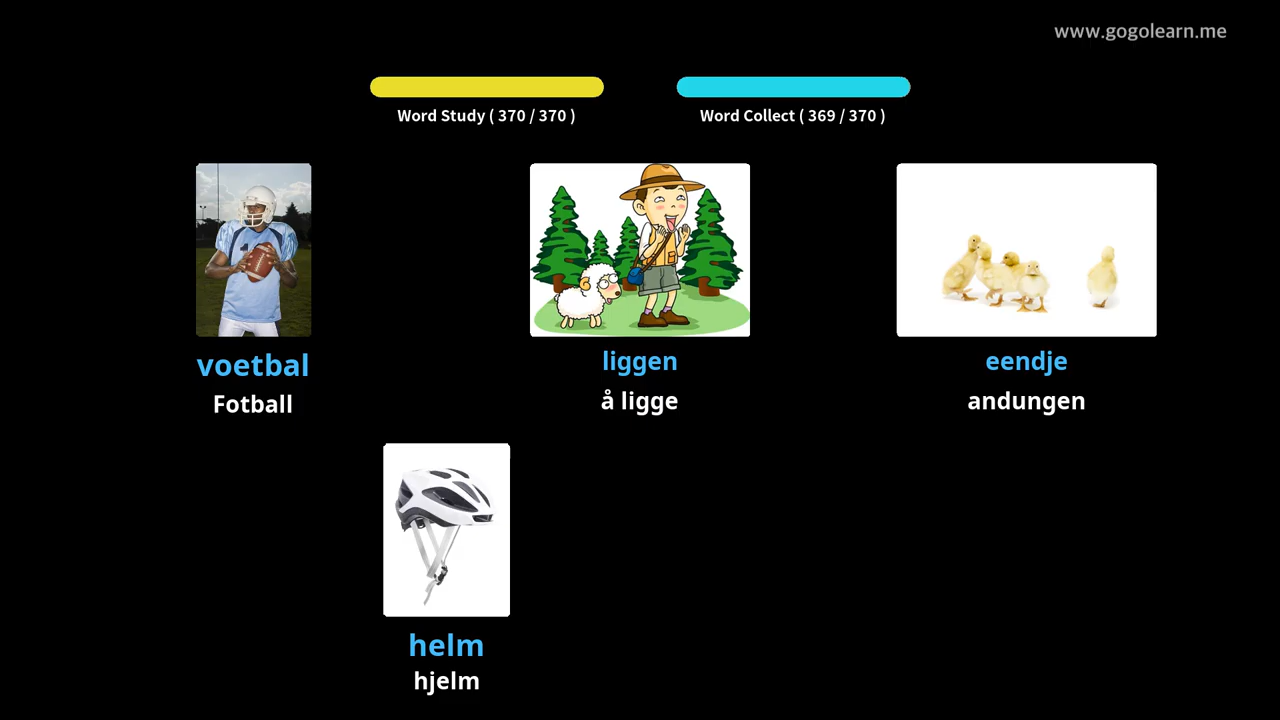 www.gogolearn.me
Word Study ( 370 / 370 )
Word Collect ( 369 / 370 )
voetbal
Fotball
liggen
å ligge
eendje
andungen
helm
hjelm